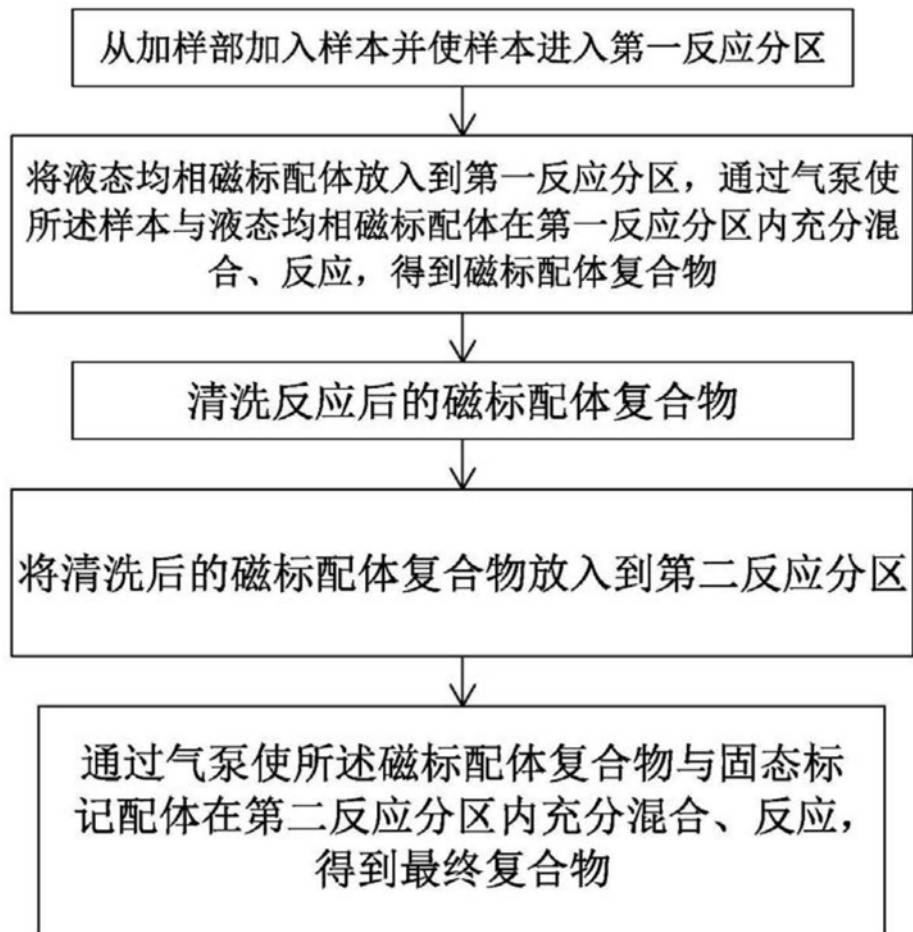 从加样部加入样本并使样本进入第一反应分区
将液态均相磁标配体放入到第一反应分区，通过气泵使
所述样本与液态均相磁标配体在第一反应分区内充分混
合、反应，得到磁标配体复合物
清洗反应后的磁标配体复合物
将清洗后的磁标配体复合物放入到第二反应分区
通过气泵使所述磁标配体复合物与固态标
记配体在第二反应分区内充分混合、反应，
得到最终复合物